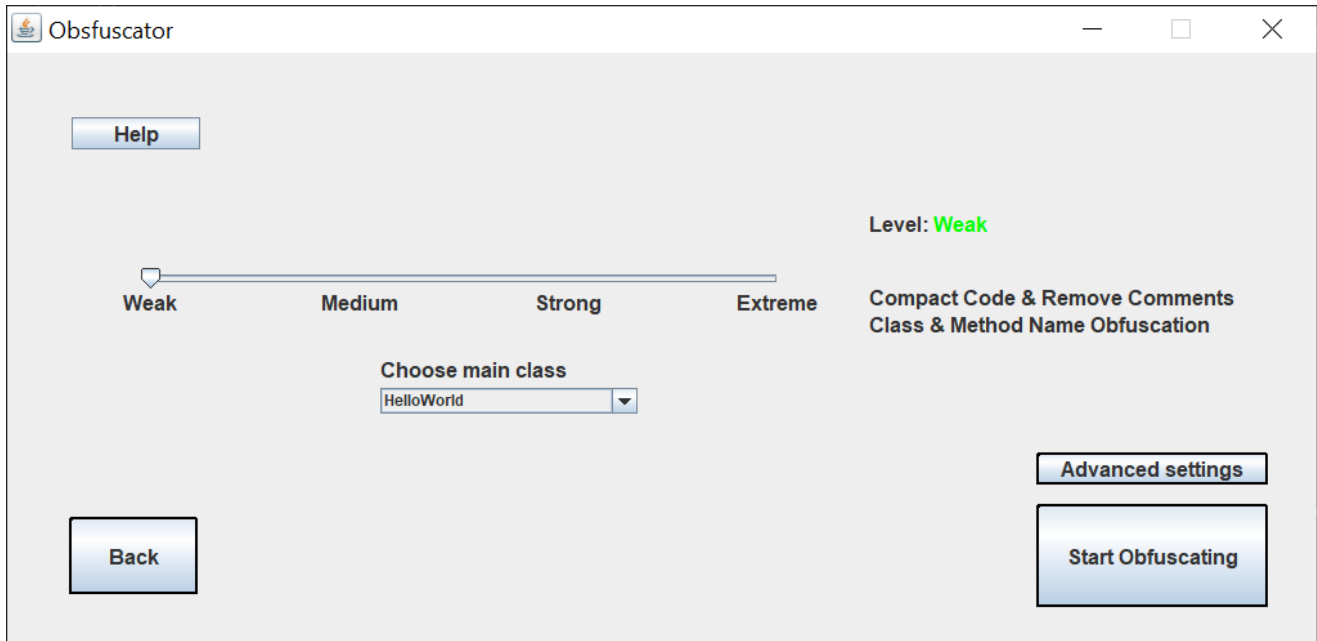 Obsfuscator
Help
Level: Weak
Weak Medium Strong Extreme
Compact Code & Remove Comments
Class & Method Name Obfuscation
Choose main class
HelloWorld
Advanced settings
Back
Start Obfuscating